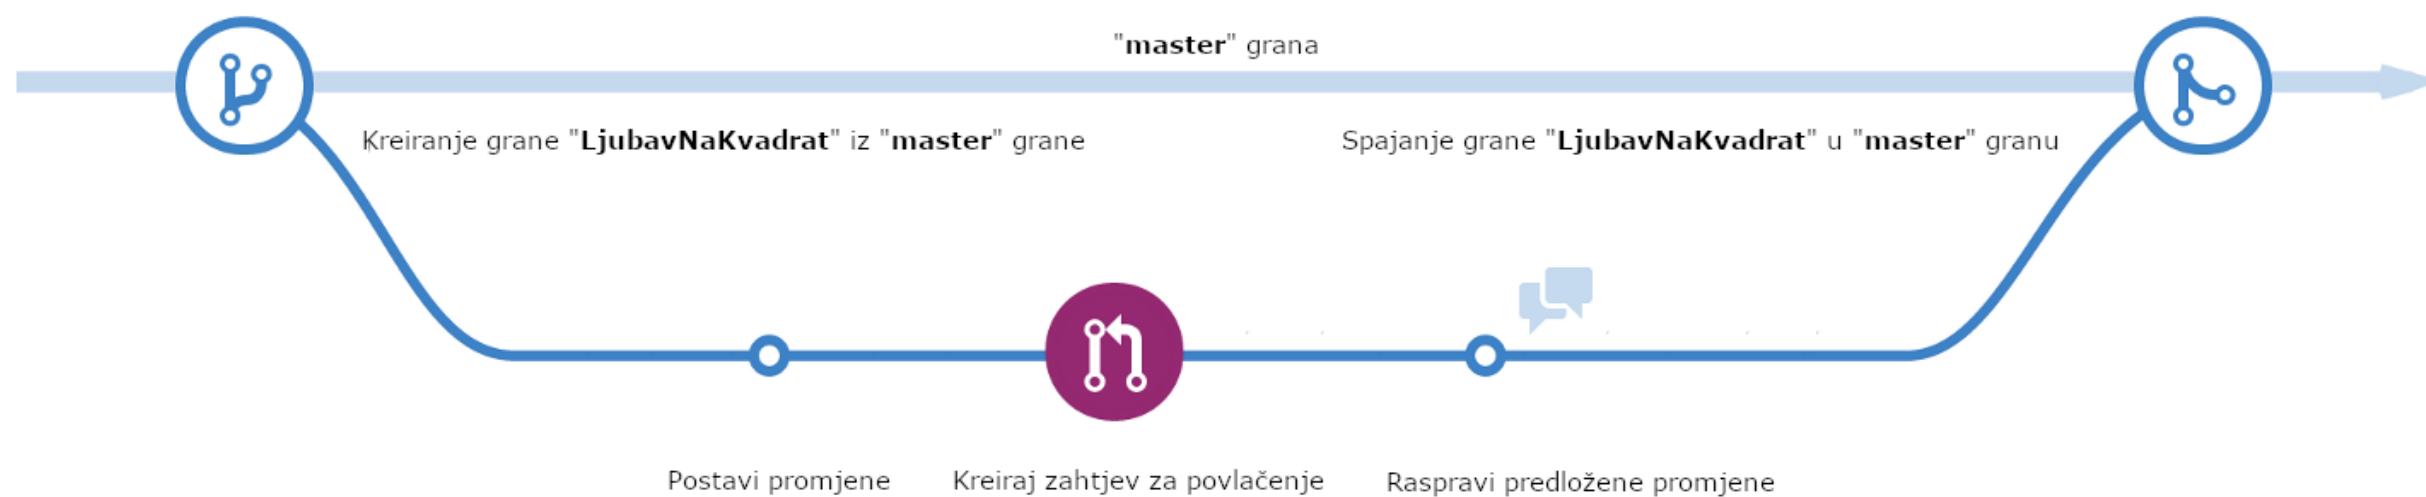 "master" grana
Kreiranje grane "LjubavNaKvadrat" iz "master" grane
Spajanje grane "LjubavNaKvadrat" u "master" granu
Postavi promjene
Kreiraj zahtjev za povlačenje
Raspravi predložene promjene